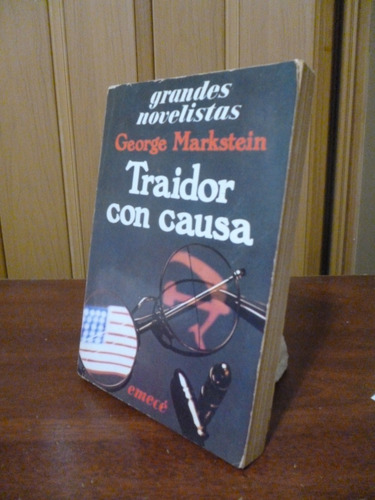 grandes
novelistas
George Markstein
Traidor
con causa
emecé